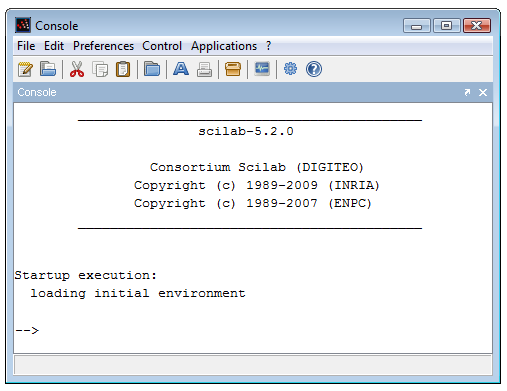 Console
File Edit Preferences Control Applications ?
Console
scilab-5.2.0
Consortium Scilab (DIGITEO)
Copyright (c) 1989-2009 (INRIA)
Copyright (c) 1989-2007 (ENPC)
Startup execution:
loading initial environment
-->